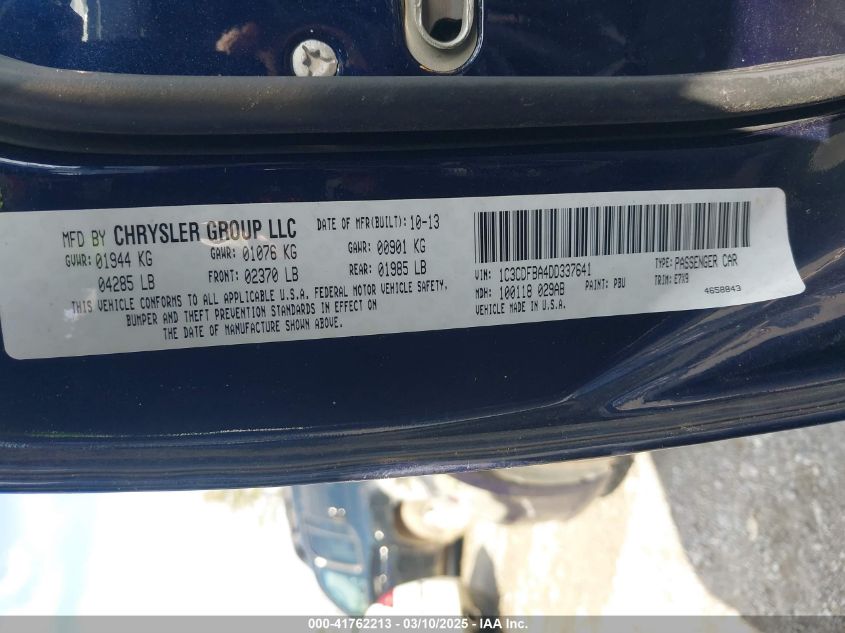 MFD BY CHRYSLER GROUP LLC DATE OF MFR(BUILT): 10-13
GVWR: 01944 KG GAWR: 01076 KG GAWR: 00901 KG
04285 LB FRONT: 02370 LB REAR: 01985 LB
THIS VEHICLE CONFORMS TO ALL APPLICABLE U.S.A. FEDERAL MOTOR VEHICLE SAFETY,
BUMPER AND THEFT PREVENTION STANDARDS IN EFFECT ON
THE DATE OF MANUFACTURE SHOWN ABOVE.
VIN: 1C3CDFBA4DD337641 TYPE: PASSENGER CAR
MDH: 100118 029AB PAINT: PBU TRIM: E7X9
VEHICLE MADE IN U.S.A. 4658843
000-41762213 - 03/10/2025 - IAA Inc.